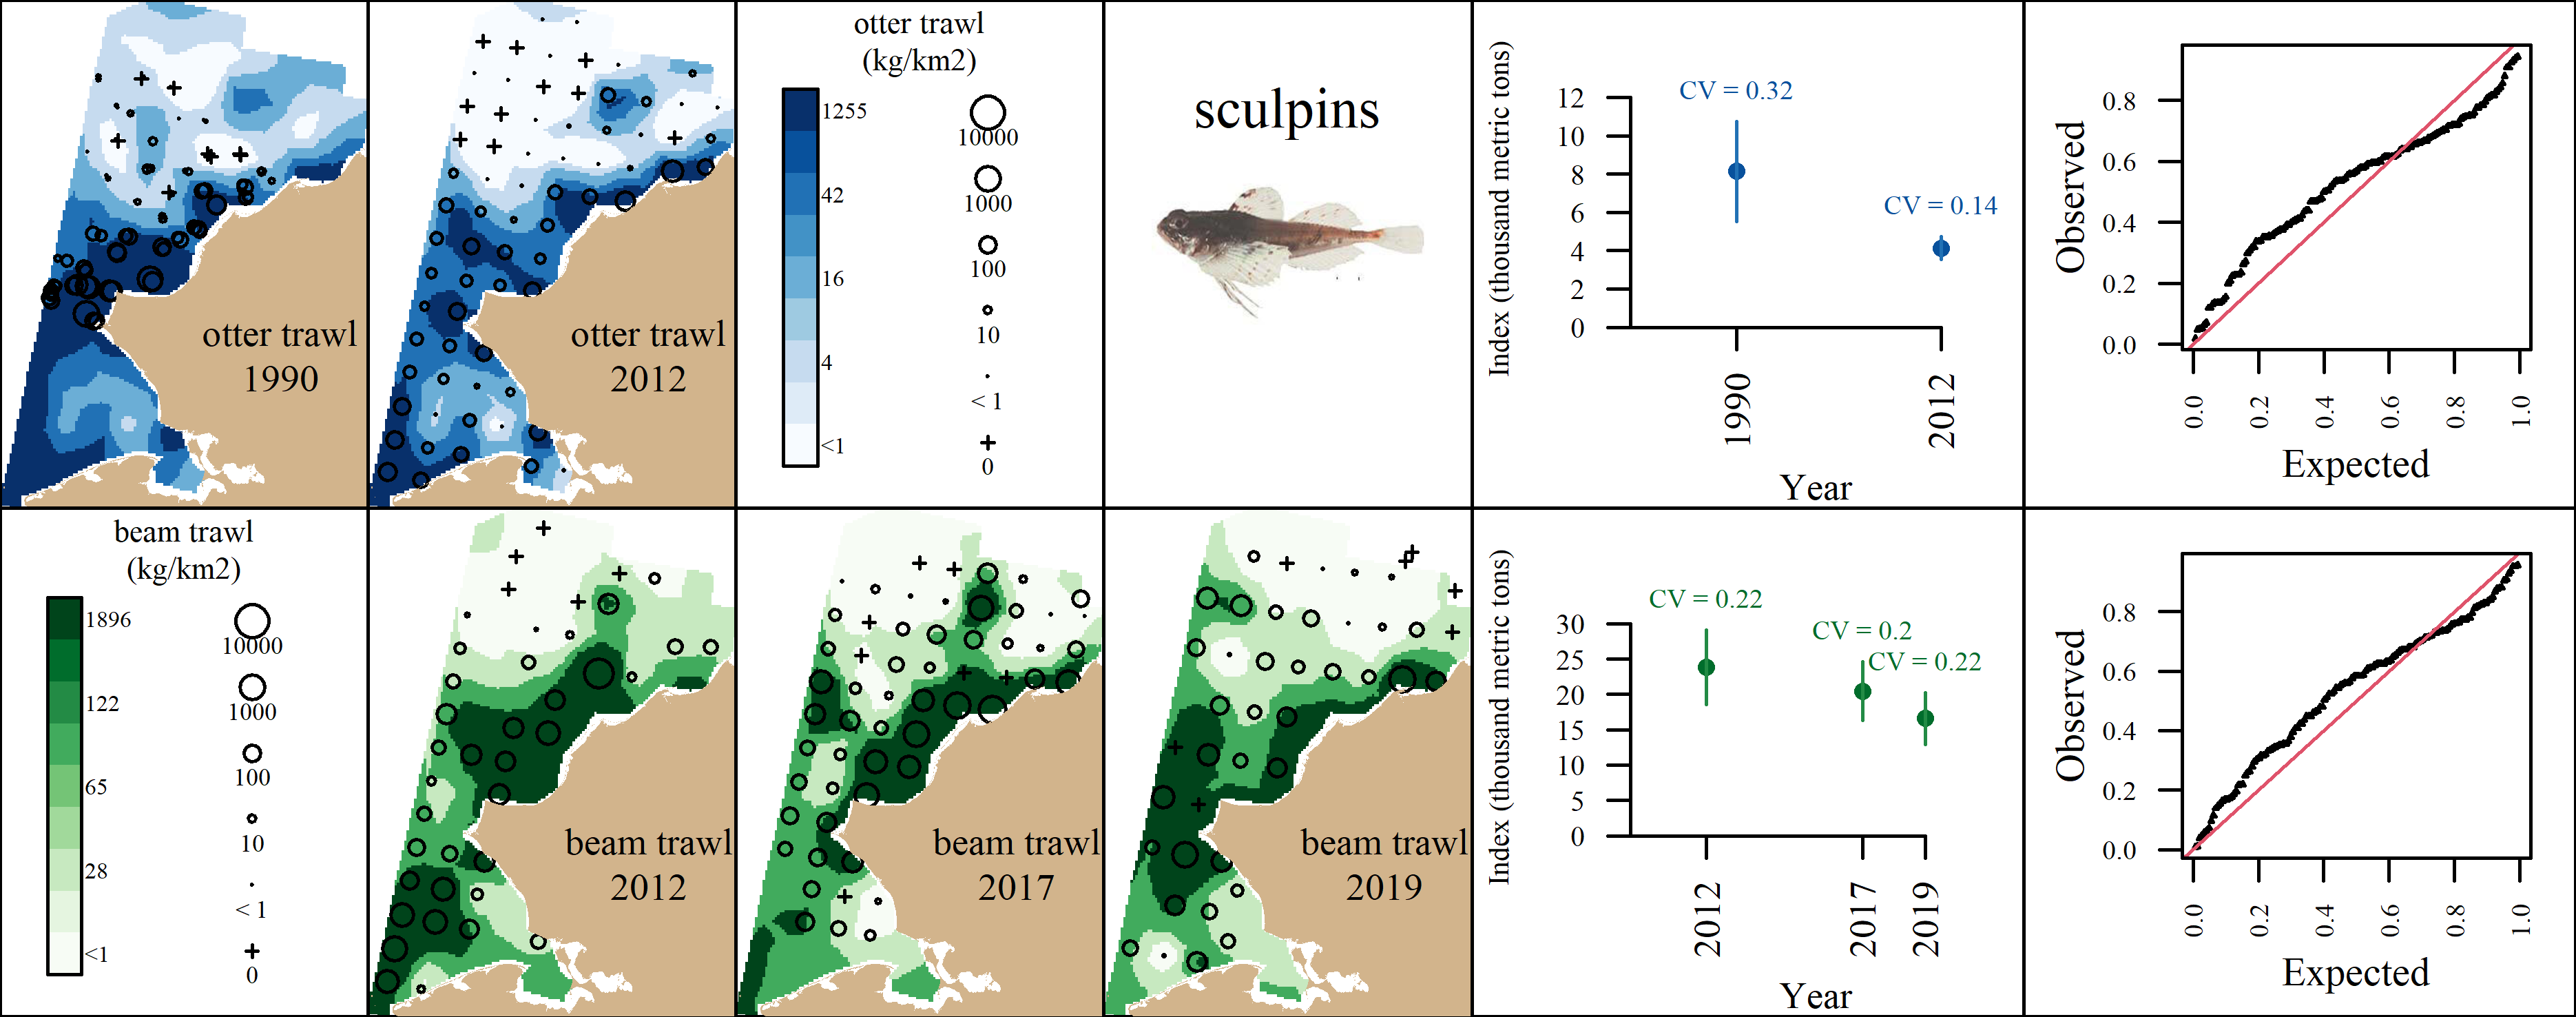 otter trawl
1990
otter trawl
2012
otter trawl
(kg/km2)
1255
42
16
4
<1
10000
1000
100
10
< 1
0
sculpins
Index (thousand metric tons)
12
10
8
6
4
2
0
CV = 0.32
CV = 0.14
1990
2012
Year
Observed
0.8
0.6
0.4
0.2
0.0
0.0
0.2
0.4
0.6
0.8
1.0
Expected
beam trawl
(kg/km2)
1896
122
65
28
<1
10000
1000
100
10
< 1
0
beam trawl
2012
beam trawl
2017
beam trawl
2019
Index (thousand metric tons)
30
25
20
15
10
5
0
CV = 0.22
CV = 0.2
CV = 0.22
2012
2017
2019
Year
Observed
0.8
0.6
0.4
0.2
0.0
0.0
0.2
0.4
0.6
0.8
1.0
Expected